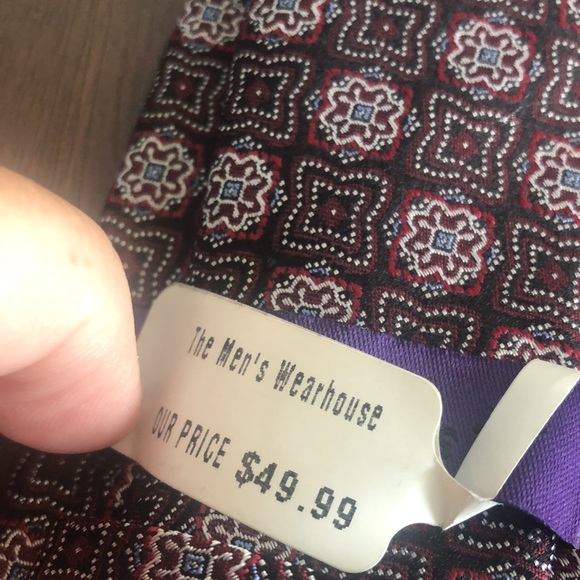 The Men's Wearhouse
OUR PRICE $49.99